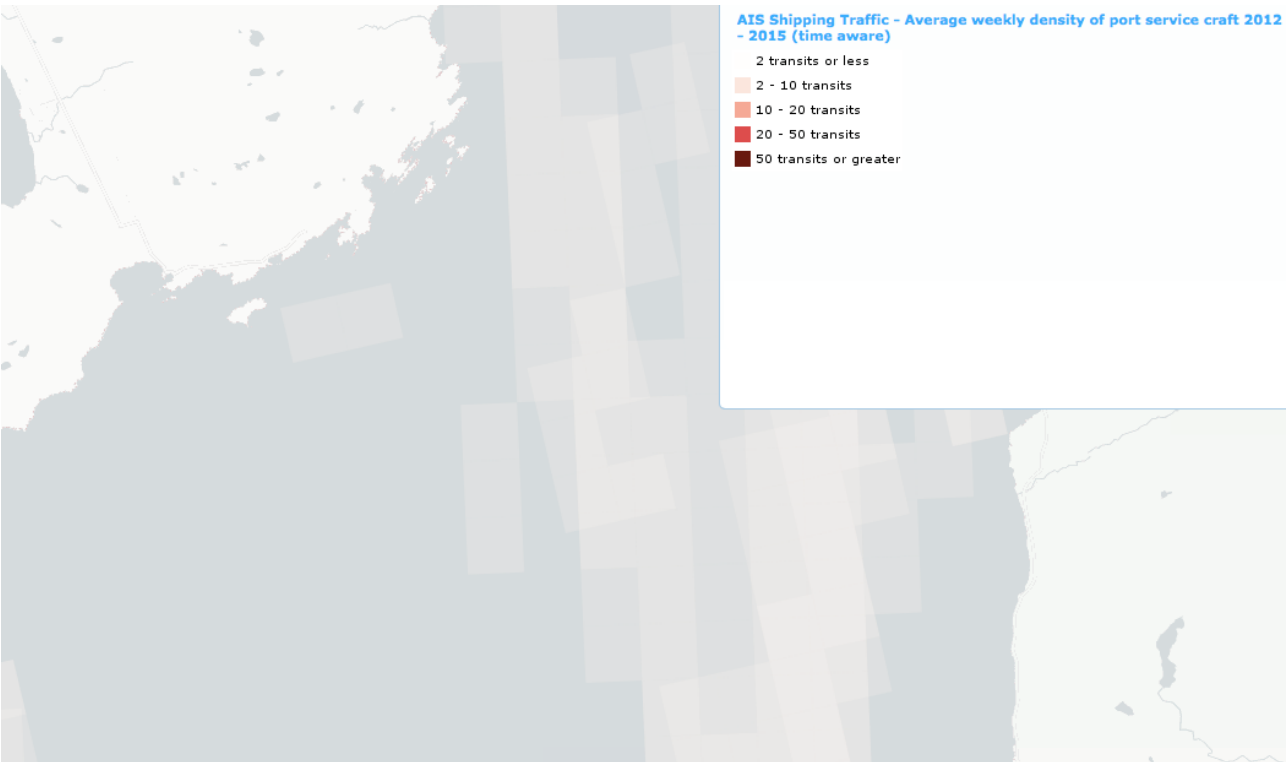 AIS Shipping Traffic - Average weekly density of port service craft 2012
- 2015 (time aware)
2 transits or less
2 - 10 transits
10 - 20 transits
20 - 50 transits
50 transits or greater